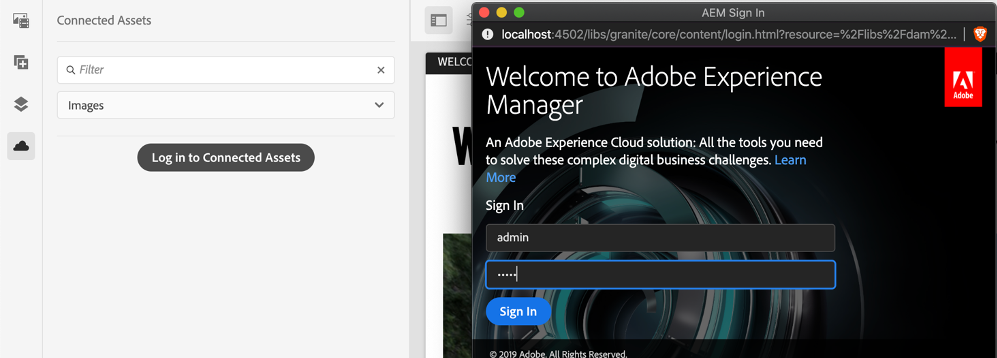 Connected Assets
Filter
Images
Log in to Connected Assets
WELCO
W
AEM Sign In
localhost:4502/libs/granite/core/content/login.html?resource=%2Flibs%2Fdam%2...
Welcome to Adobe Experience
Manager
Adobe
An Adobe Experience Cloud solution: All the tools you need
to solve these complex digital business challenges. Learn
More
Sign In
admin
•••••
Sign In
© 2019 Adobe. All Rights Reserved.